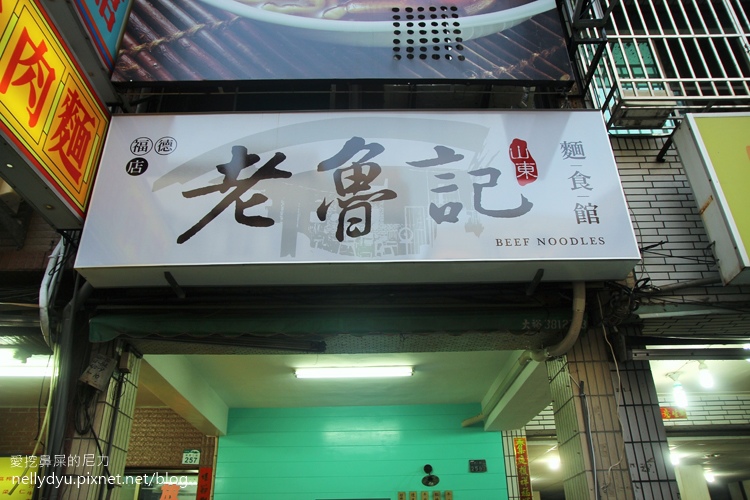 肉麵
福德店
老魯記
山東
麵食館
BEEF NOODLES
257
愛挖鼻屎的尼力
nellydyu.pixnet.net/blog